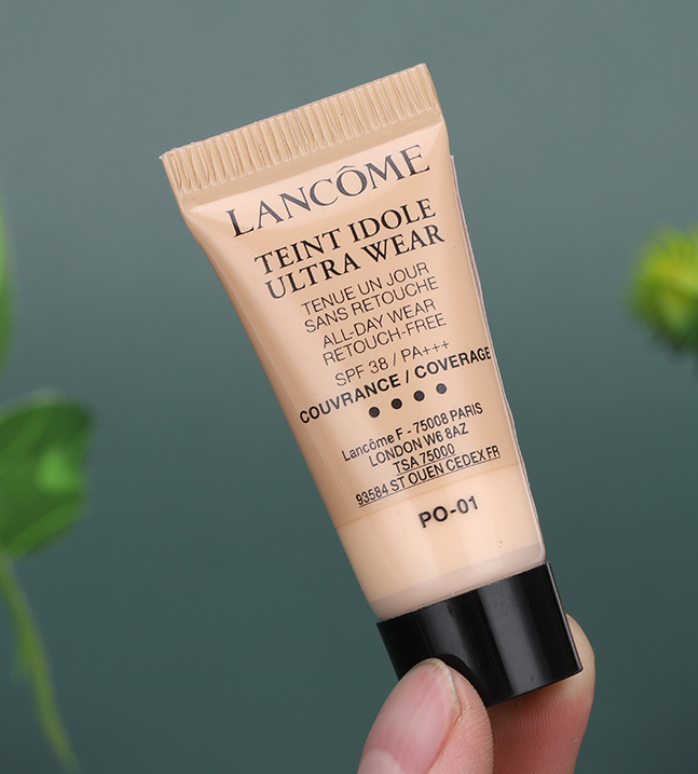 LANCÔME
TEINT IDOLE
ULTRA WEAR
TENUE UN JOUR
SANS RETOUCHE
ALL-DAY WEAR
RETOUCH-FREE
SPF 38 / PA+++
COUVRANCE / COVERAGE
Lancôme F - 75008 PARIS
LONDON W6 8AZ
TSA 75000
93584 ST OUEN CEDEX FR
PO-01